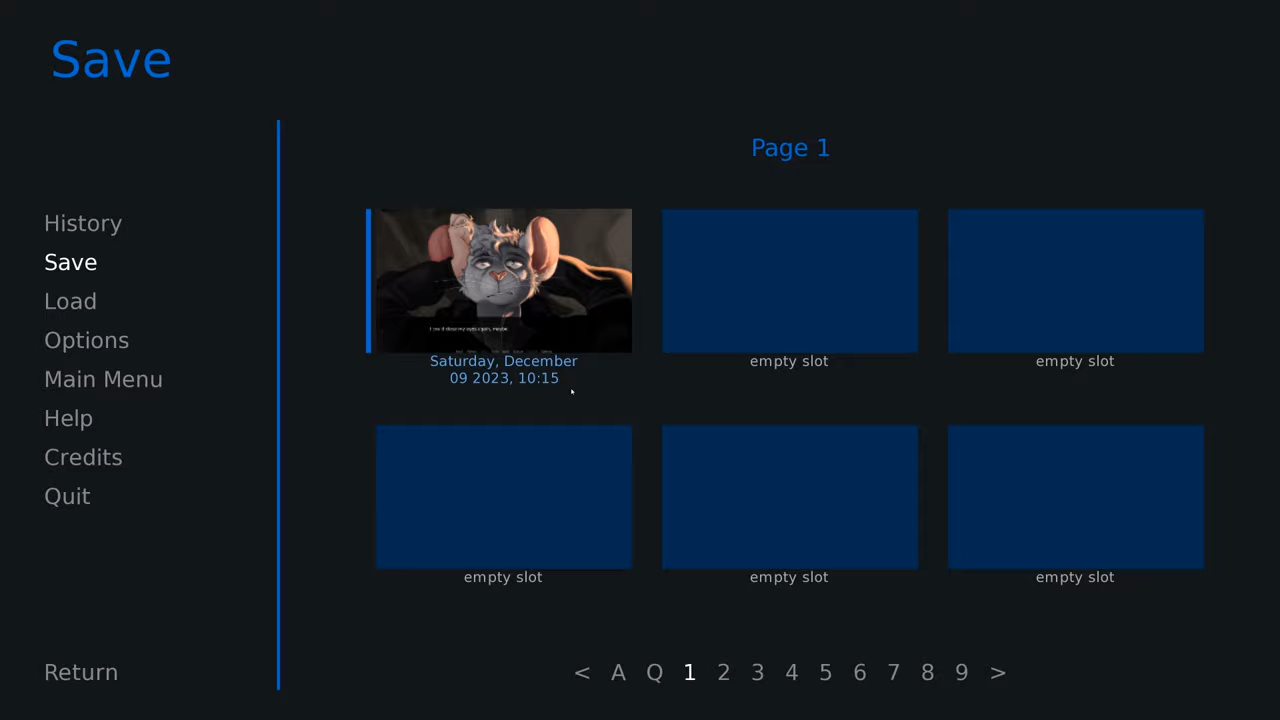 Save
Page 1
History
Save
Load
Options
Main Menu
Help
Credits
Quit
Return
Saturday, December
09 2023, 10:15
empty slot
empty slot
empty slot
empty slot
empty slot
< A Q 1 2 3 4 5 6 7 8 9 >